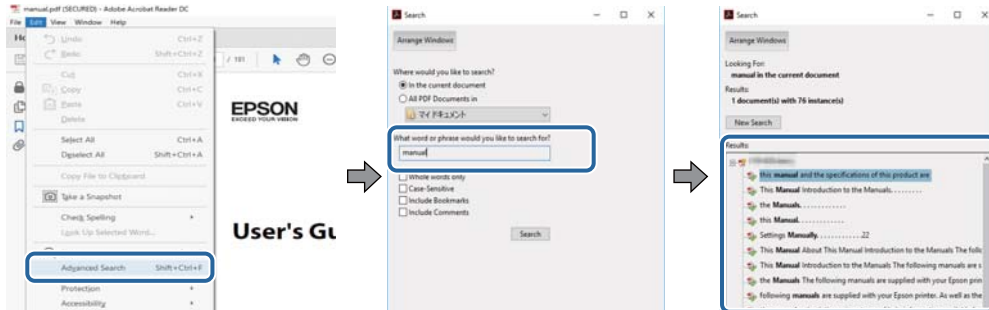 manual.pdf (SECURED) - Adobe Acrobat Reader DC
File Edit View Window Help
Undo Ctrl+Z
Redo Shift+Ctrl+Z
Cut Ctrl+X
Copy Ctrl+C
Paste Ctrl+V
Delete
Select All Ctrl+A
Deselect All Shift+Ctrl+A
Copy File to Clipboard
Take a Snapshot
Check Spelling
Look Up Selected Word...
Advanced Search Shift+Ctrl+F
Protection
Accessibility
/ 181
EPSON
EXCEED YOUR VISION
User's Gu
Search
Arrange Windows
Where would you like to search?
In the current document
All PDF Documents in
マイ ドキュメント
What word or phrase would you like to search for?
manual
Whole words only
Case-Sensitive
Include Bookmarks
Include Comments
Search
Search
Arrange Windows
Looking For:
manual in the current document
Results:
1 document(s) with 76 instance(s)
New Search
Results:
this manual and the specifications of this product are
This Manual Introduction to the Manuals. . . . . . . . .
the Manuals. . . . . . . . . . . . .
this Manual. . . . . . . . . . . . .
Settings Manually. . . . . . . . . . . . 22
This Manual About This Manual Introduction to the Manuals The follo
This Manual Introduction to the Manuals The following manuals are s
the Manuals The following manuals are supplied with your Epson prin
following manuals are supplied with your Epson printer. As well as the